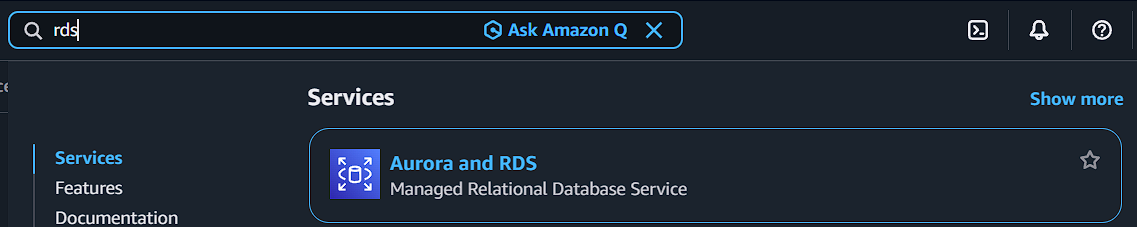 rds
Ask Amazon Q
Services
Show more
Services
Features
Documentation
Aurora and RDS
Managed Relational Database Service